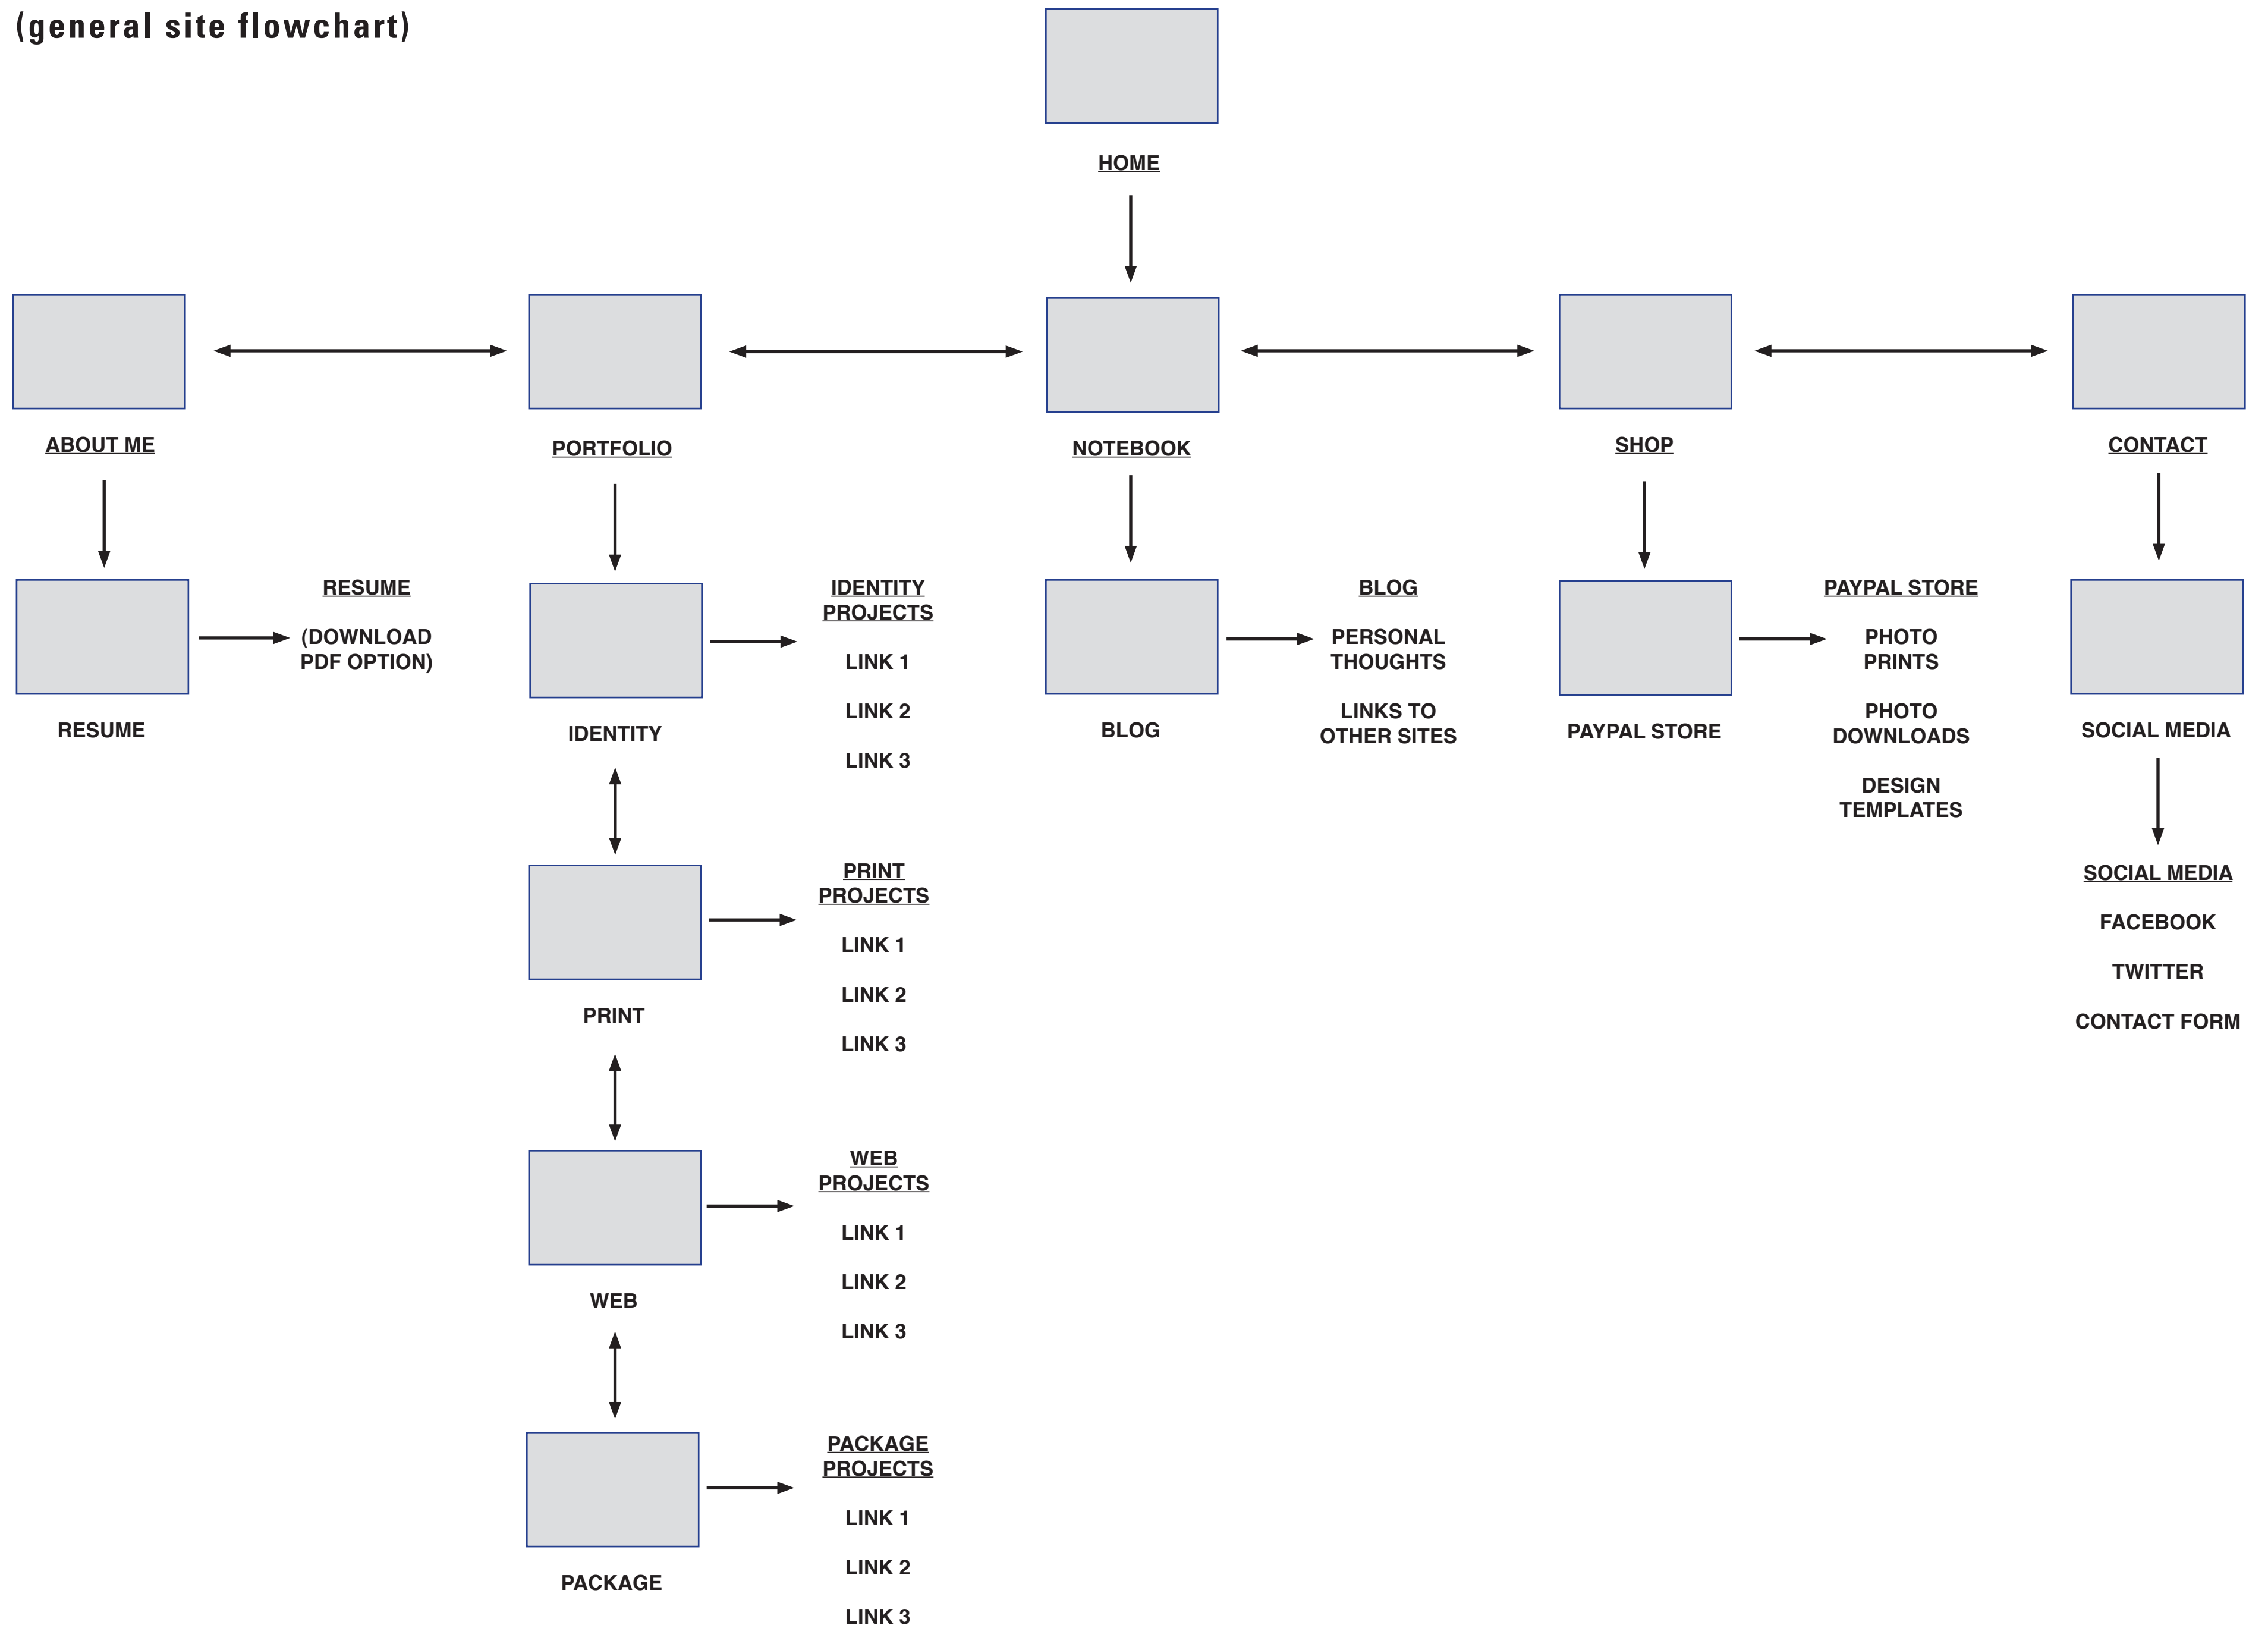 (general site flowchart)
HOME
ABOUT ME
PORTFOLIO
NOTEBOOK
SHOP
CONTACT
RESUME
RESUME
(DOWNLOAD
PDF OPTION)
IDENTITY
IDENTITY
PROJECTS
LINK 1
LINK 2
LINK 3
PRINT
PRINT
PROJECTS
LINK 1
LINK 2
LINK 3
WEB
WEB
PROJECTS
LINK 1
LINK 2
LINK 3
PACKAGE
PACKAGE
PROJECTS
LINK 1
LINK 2
LINK 3
BLOG
BLOG
PERSONAL
THOUGHTS
LINKS TO
OTHER SITES
PAYPAL STORE
PAYPAL STORE
PHOTO
PRINTS
PHOTO
DOWNLOADS
DESIGN
TEMPLATES
SOCIAL MEDIA
SOCIAL MEDIA
FACEBOOK
TWITTER
CONTACT FORM